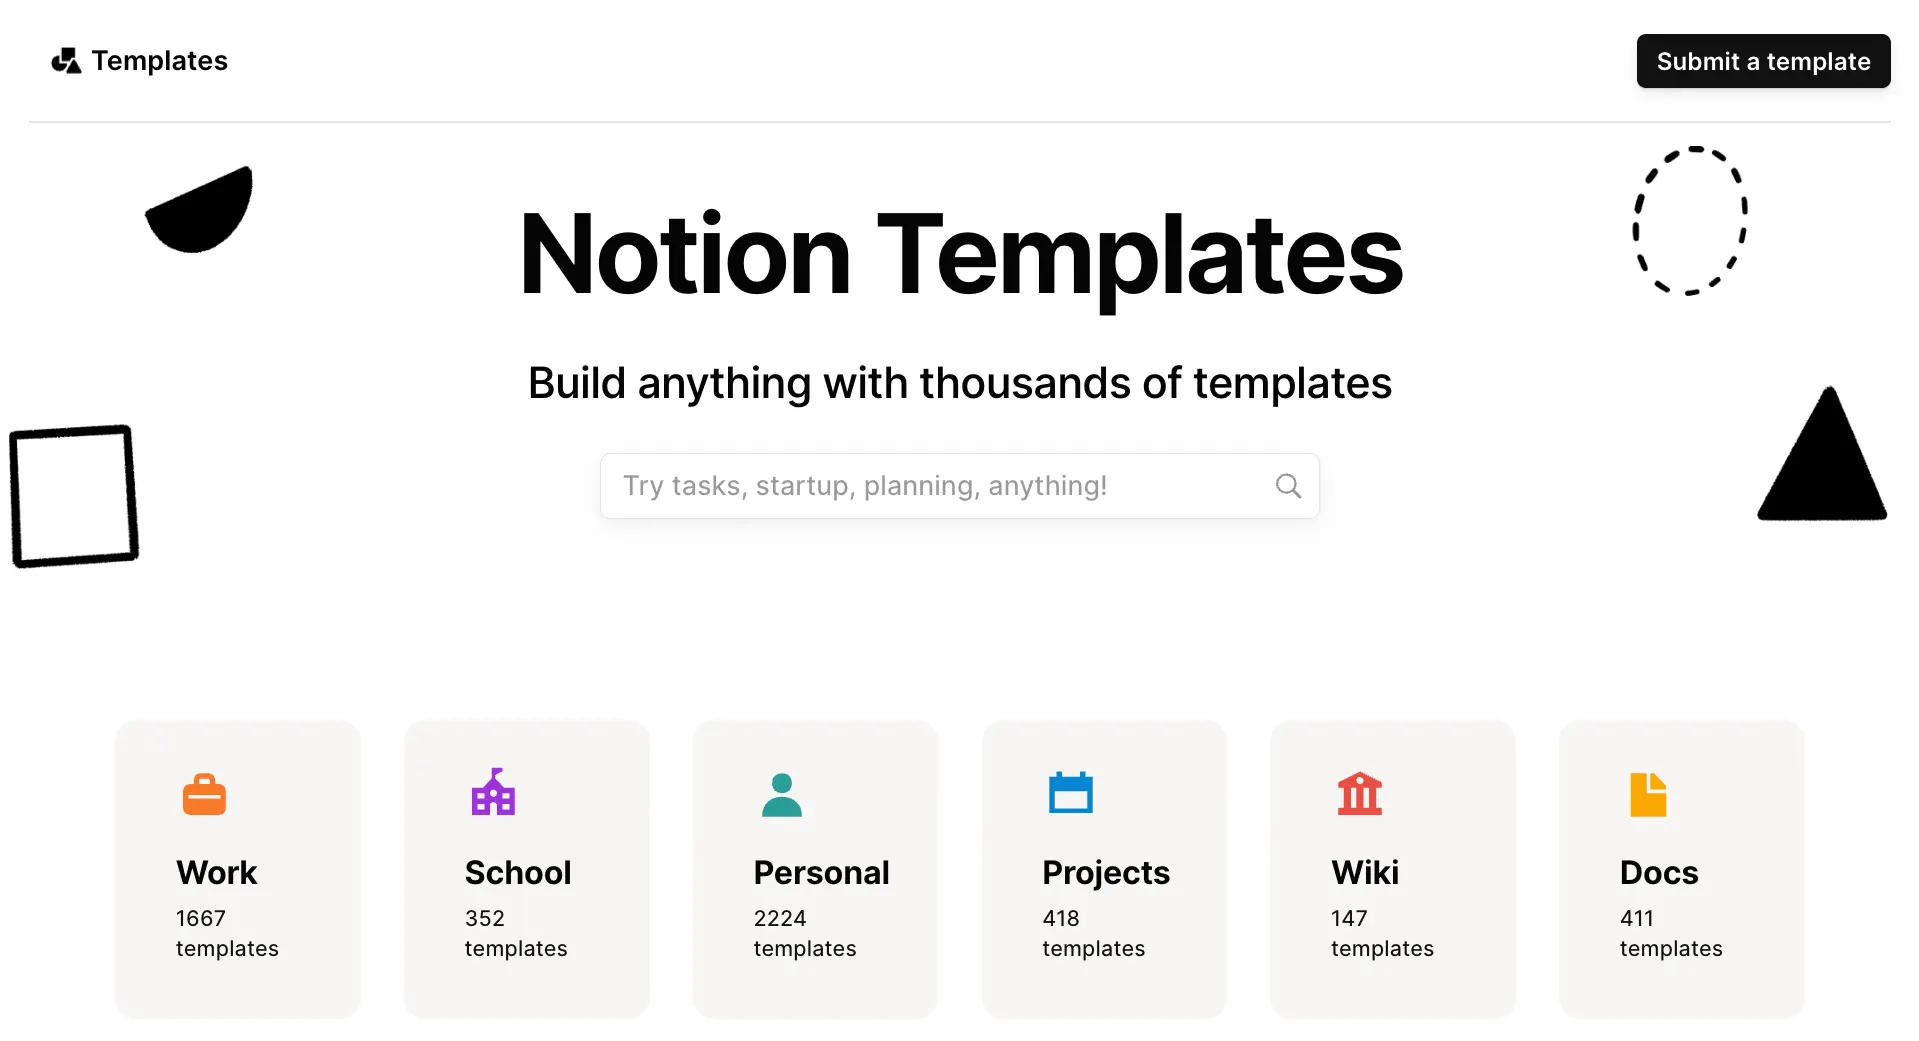 Templates
Submit a template
Notion Templates
Build anything with thousands of templates
Try tasks, startup, planning, anything!
Work
1667
templates
School
352
templates
Personal
2224
templates
Projects
418
templates
Wiki
147
templates
Docs
411
templates